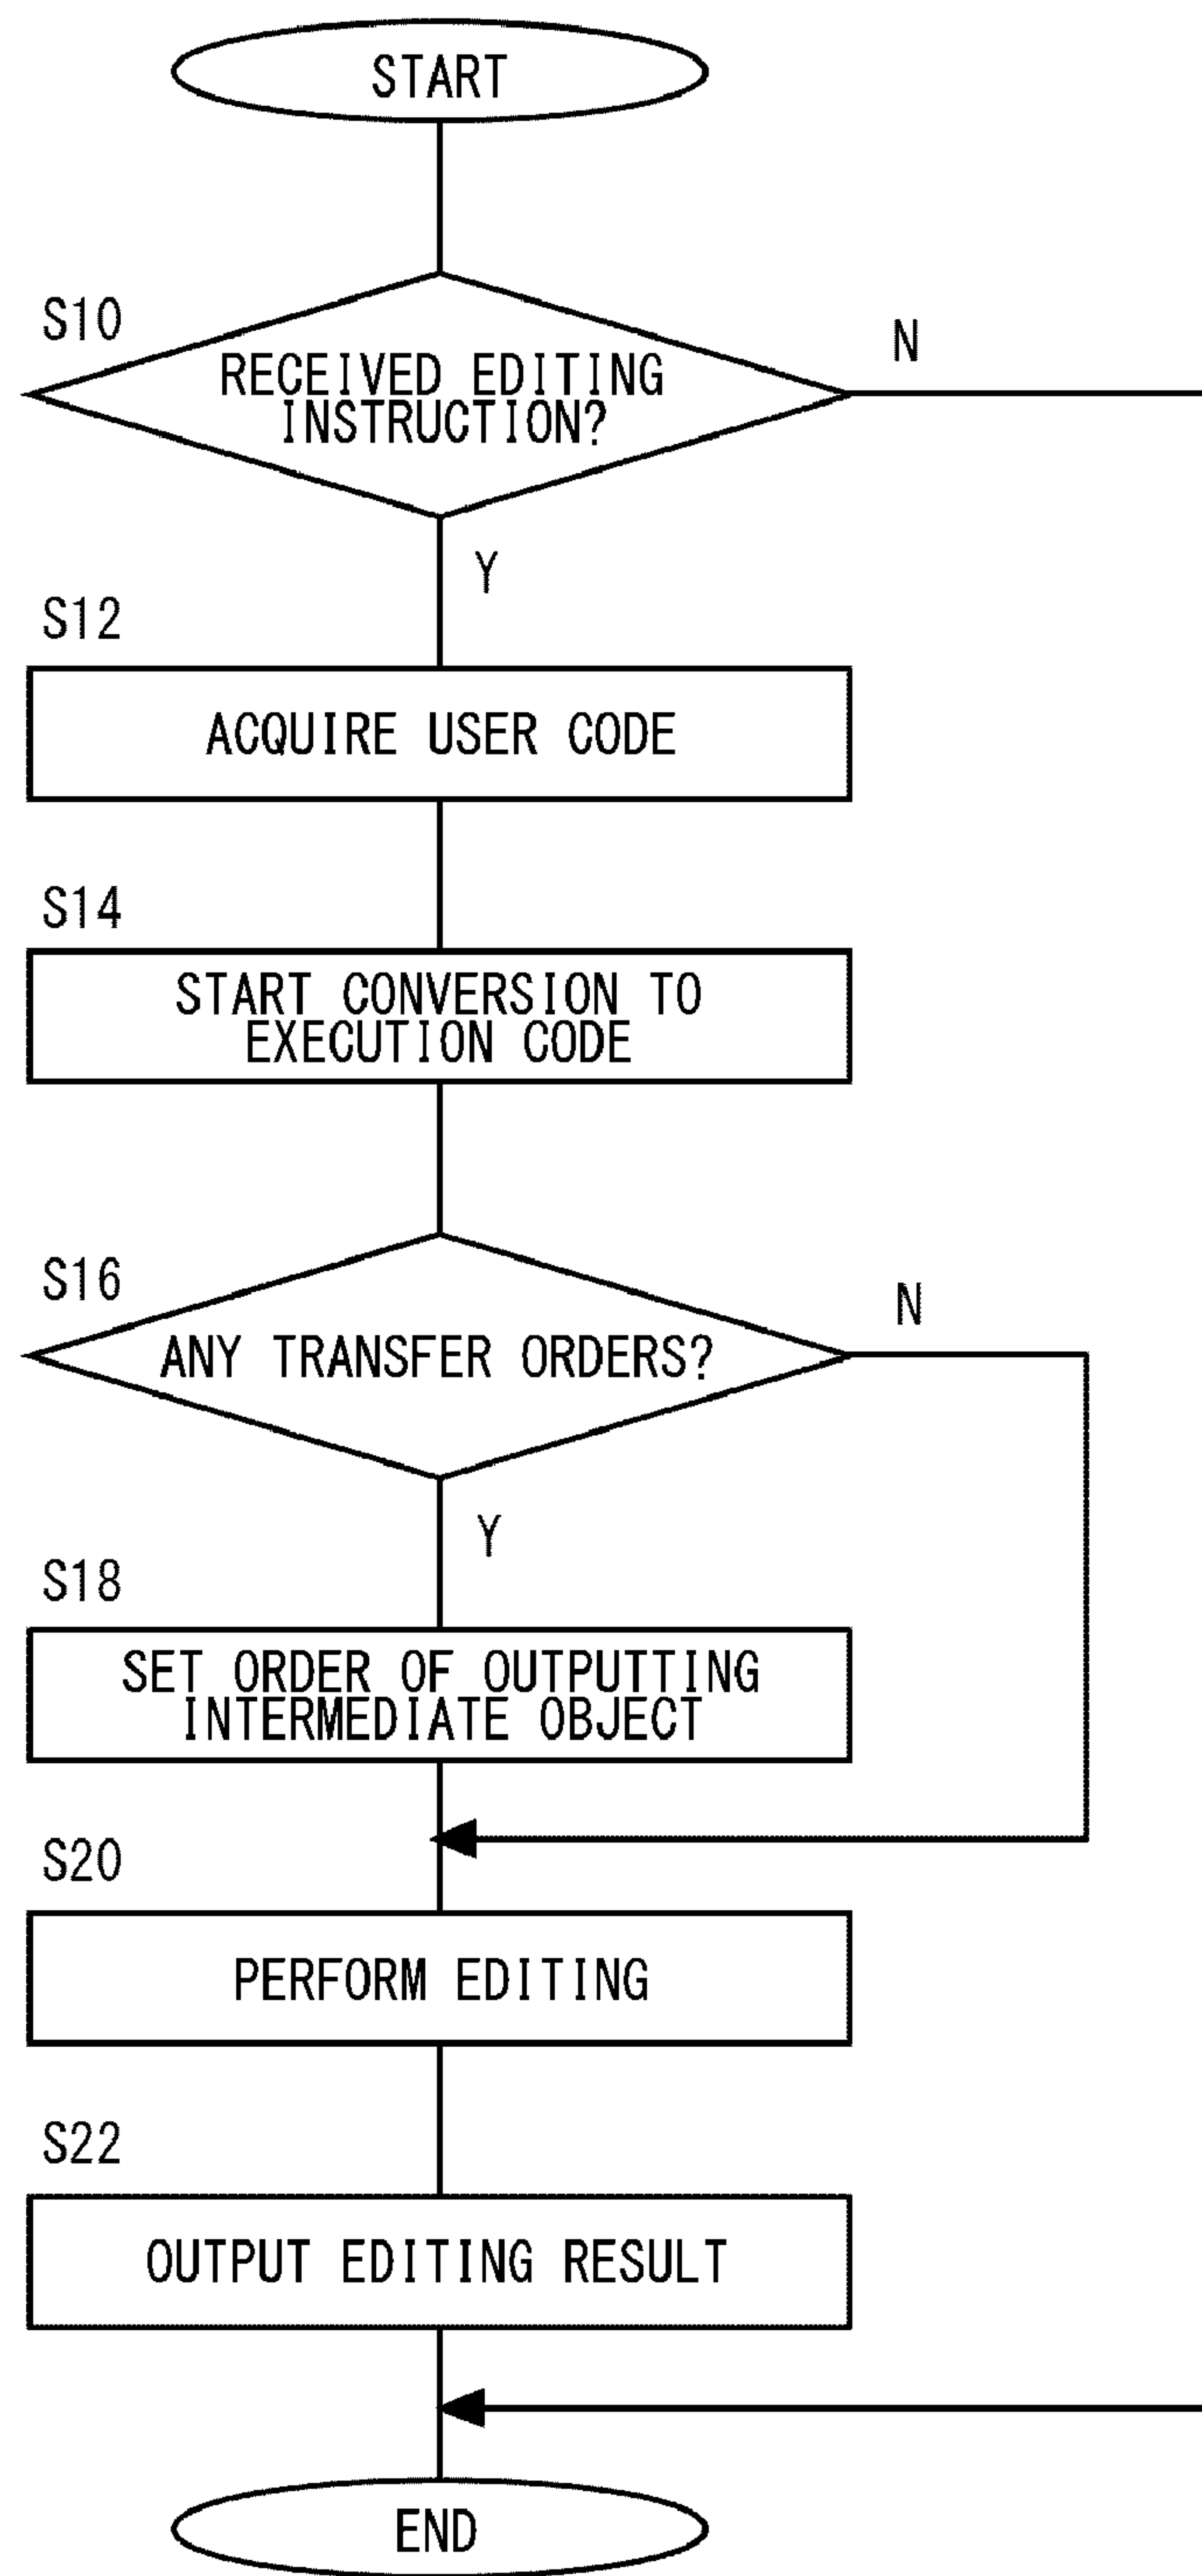 START
S10
RECEIVED EDITING
INSTRUCTION?
N
Y
S12
ACQUIRE USER CODE
S14
START CONVERSION TO
EXECUTION CODE
S16
ANY TRANSFER ORDERS?
N
Y
S18
SET ORDER OF OUTPUTTING
INTERMEDIATE OBJECT
S20
PERFORM EDITING
S22
OUTPUT EDITING RESULT
END